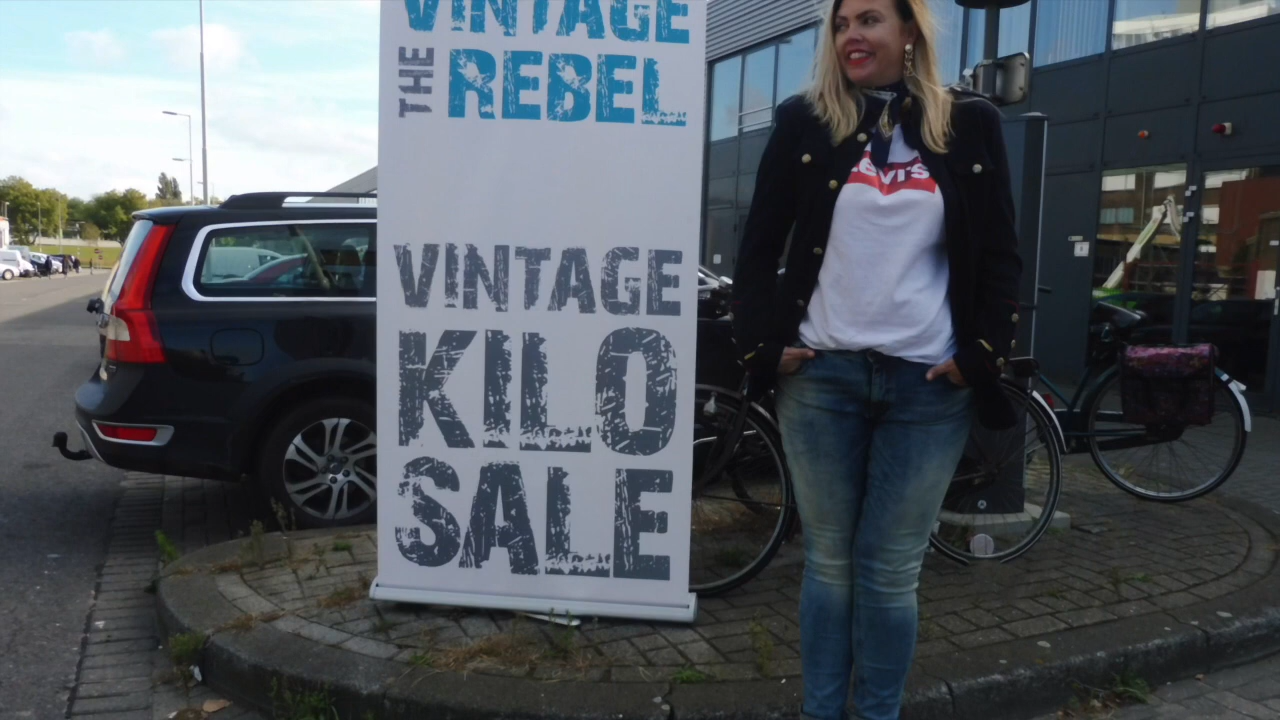 VINTAGE
THE
REBEL
VINTAGE
KILO
SALE
Levi's